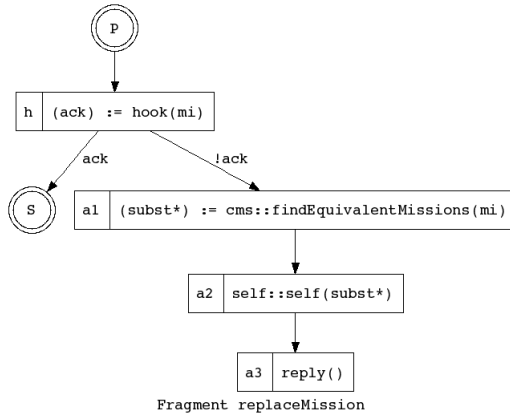 P
h (ack) := hook(mi)
ack !ack
S
a1 (subst*) := cms::findEquivalentMissions(mi)
a2 self::self(subst*)
a3 reply()
Fragment replaceMission